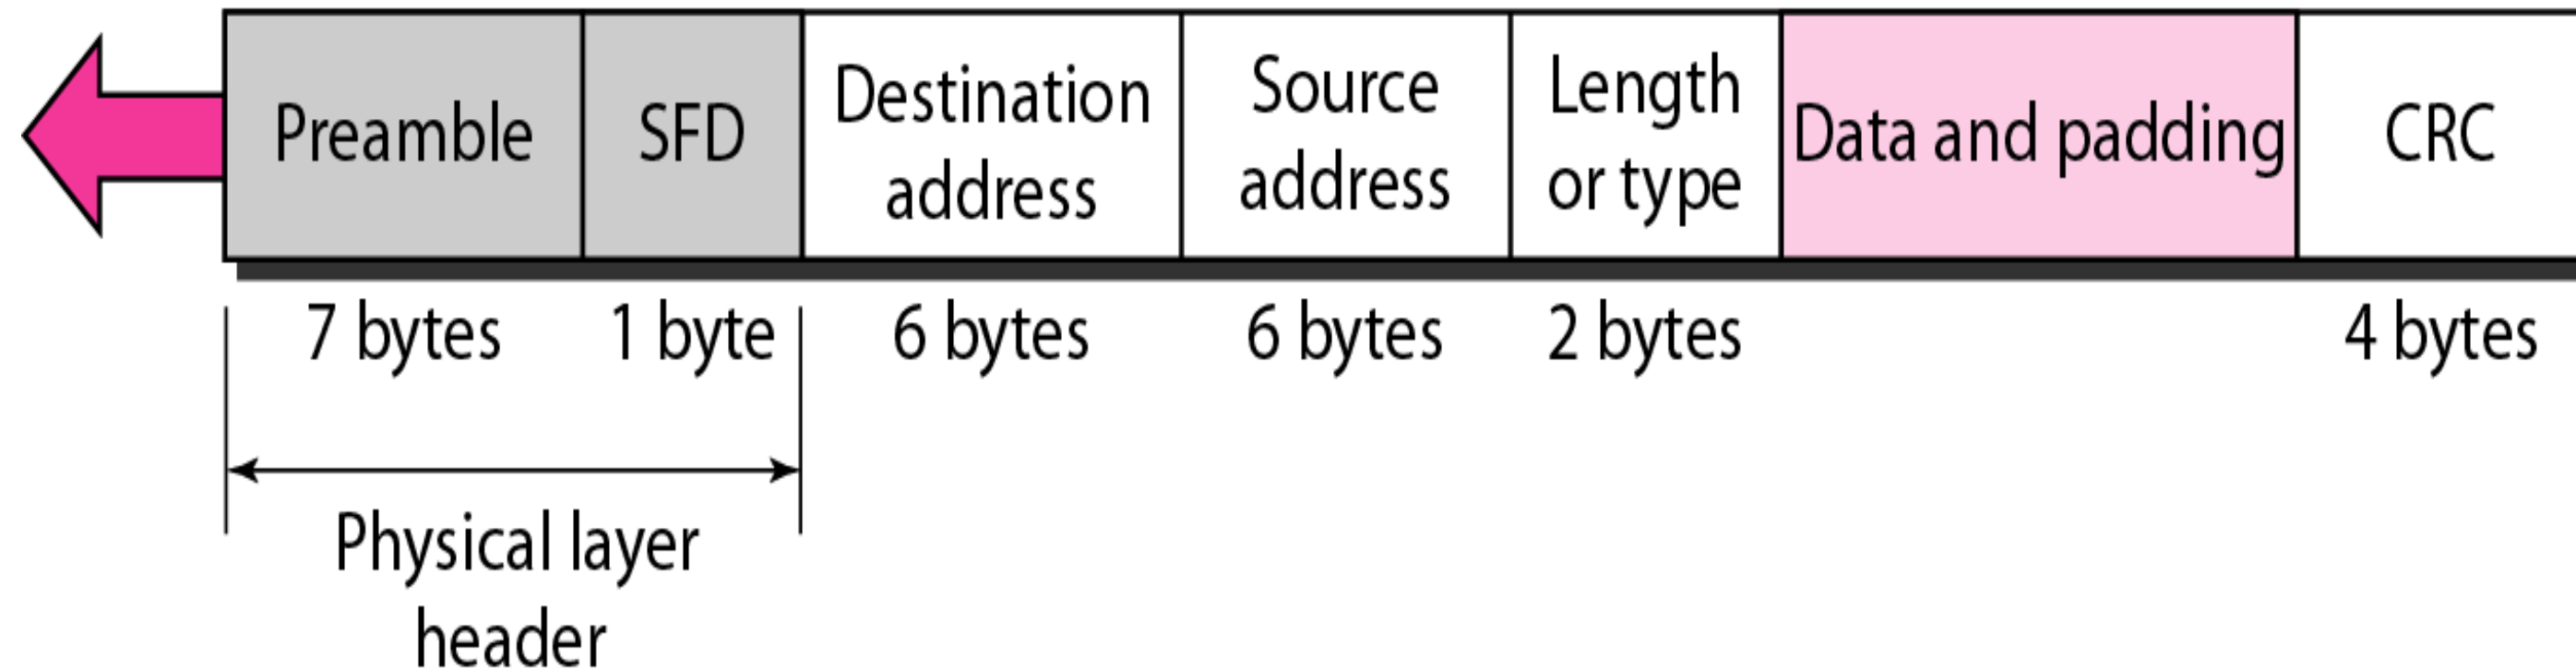 Preamble
SFD
Destination
address
Source
address
Length
or type
Data and padding
CRC
7 bytes
1 byte
6 bytes
6 bytes
2 bytes
4 bytes
Physical layer
header